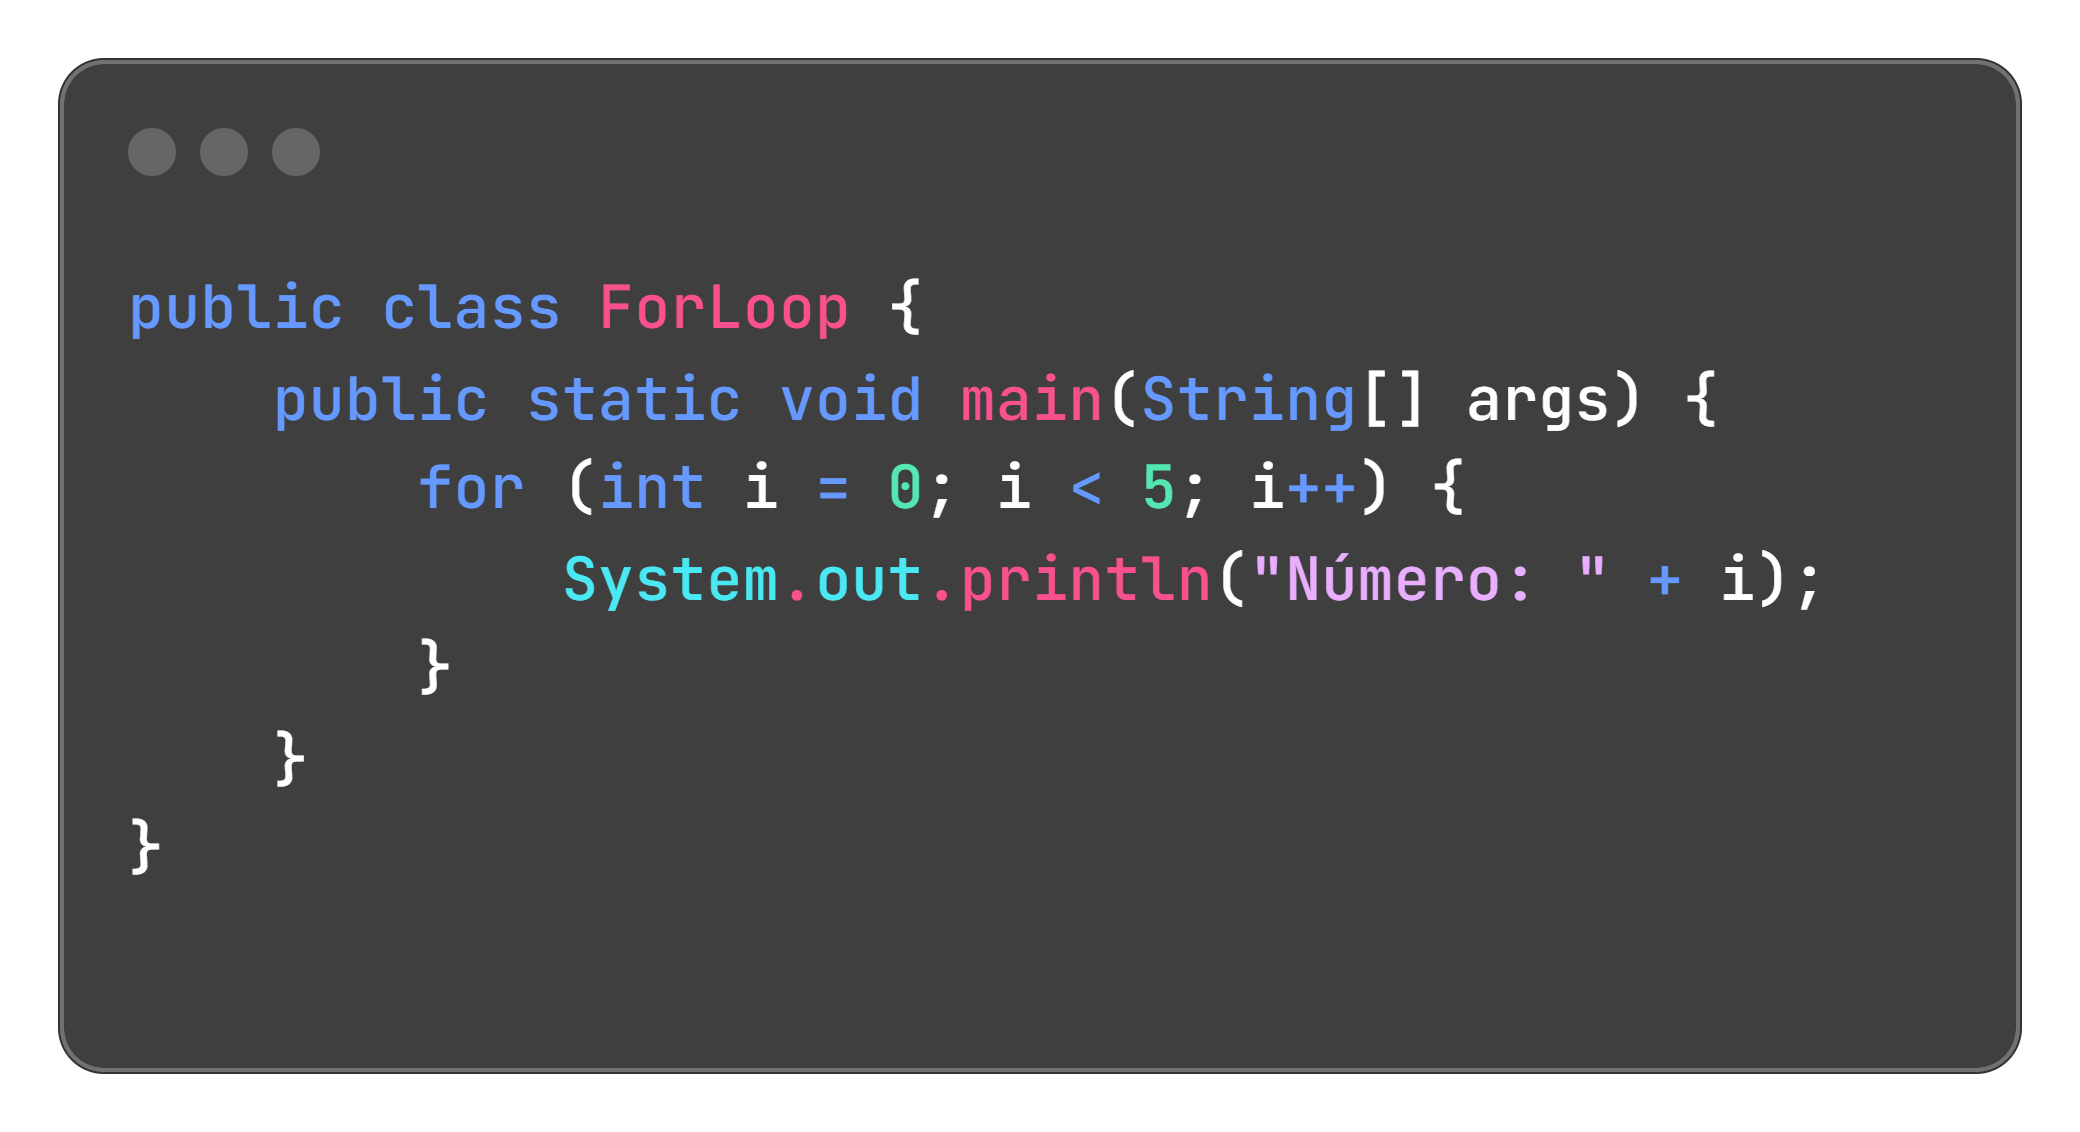 public class ForLoop {
    public static void main(String[] args) {
        for (int i = 0; i < 5; i++) {
            System.out.println("Número: " + i);
        }
    }
}